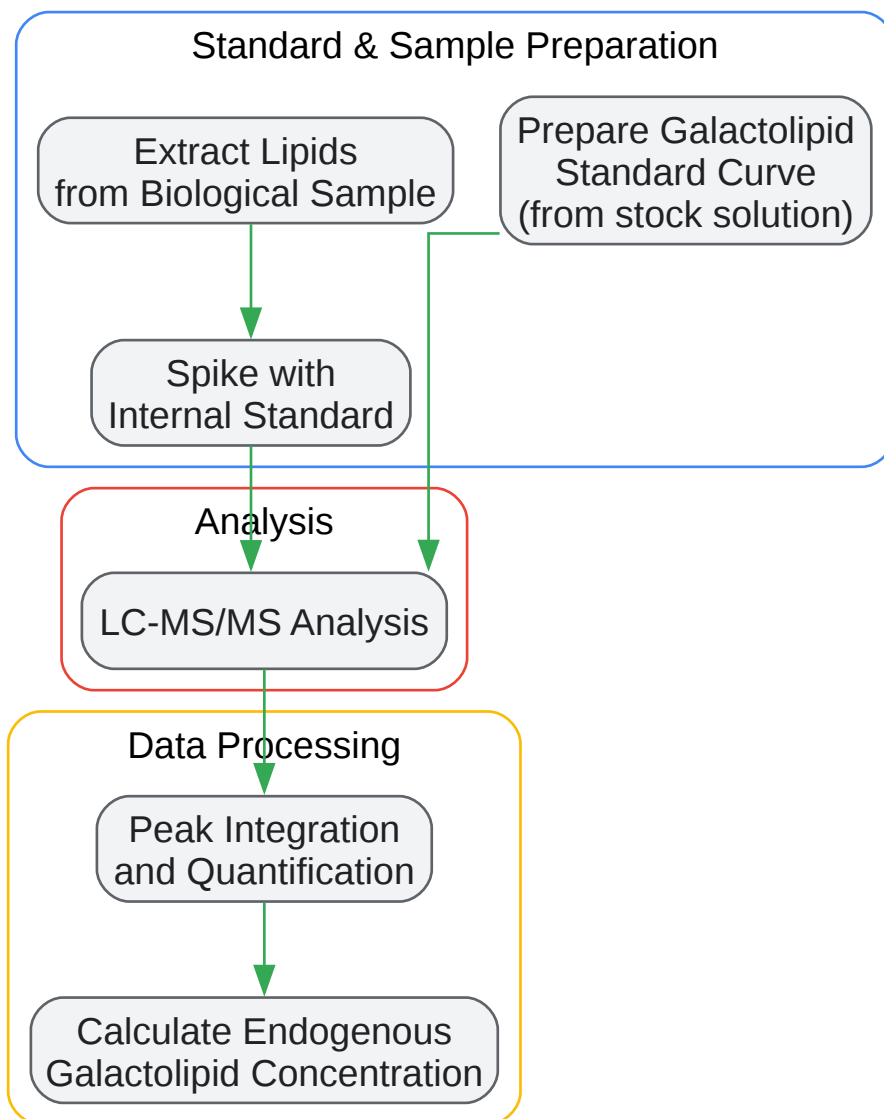 Standard & Sample Preparation
Extract Lipids
from Biological Sample
Prepare Galactolipid
Standard Curve
(from stock solution)
Spike with
Internal Standard
Analysis
LC-MS/MS Analysis
Data Processing
Peak Integration
and Quantification
Calculate Endogenous
Galactolipid Concentration